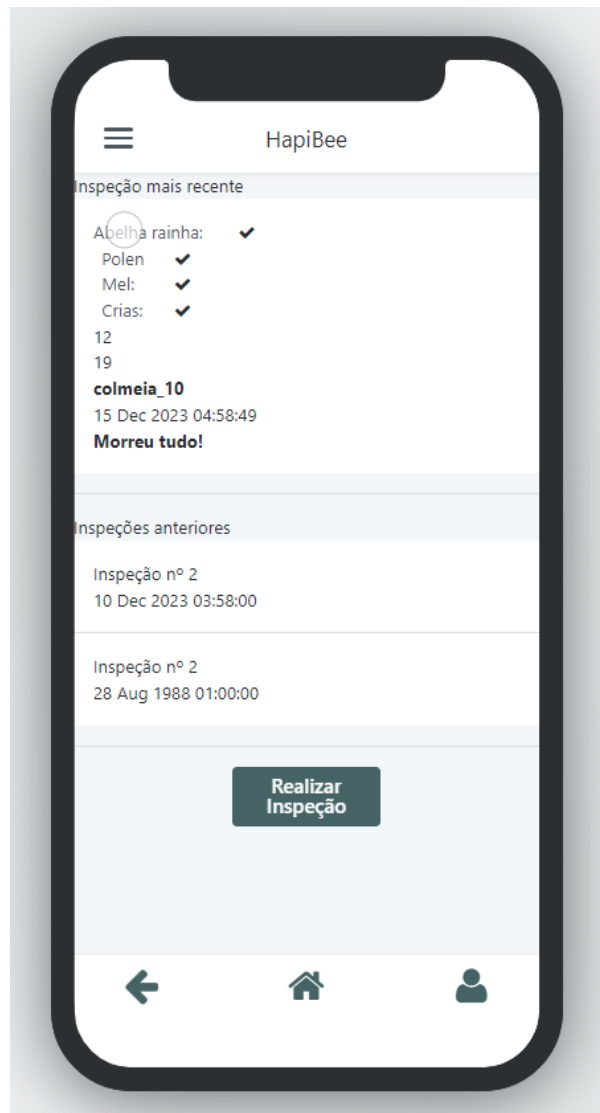 HapiBee
Inspeção mais recente
Abelha rainha: ✔
Polen ✔
Mel: ✔
Crias: ✔
12
19
colmeia_10
15 Dec 2023 04:58:49
Morreu tudo!
Inspeções anteriores
Inspeção nº 2
10 Dec 2023 03:58:00
Inspeção nº 2
28 Aug 1988 01:00:00
Realizar
Inspeção